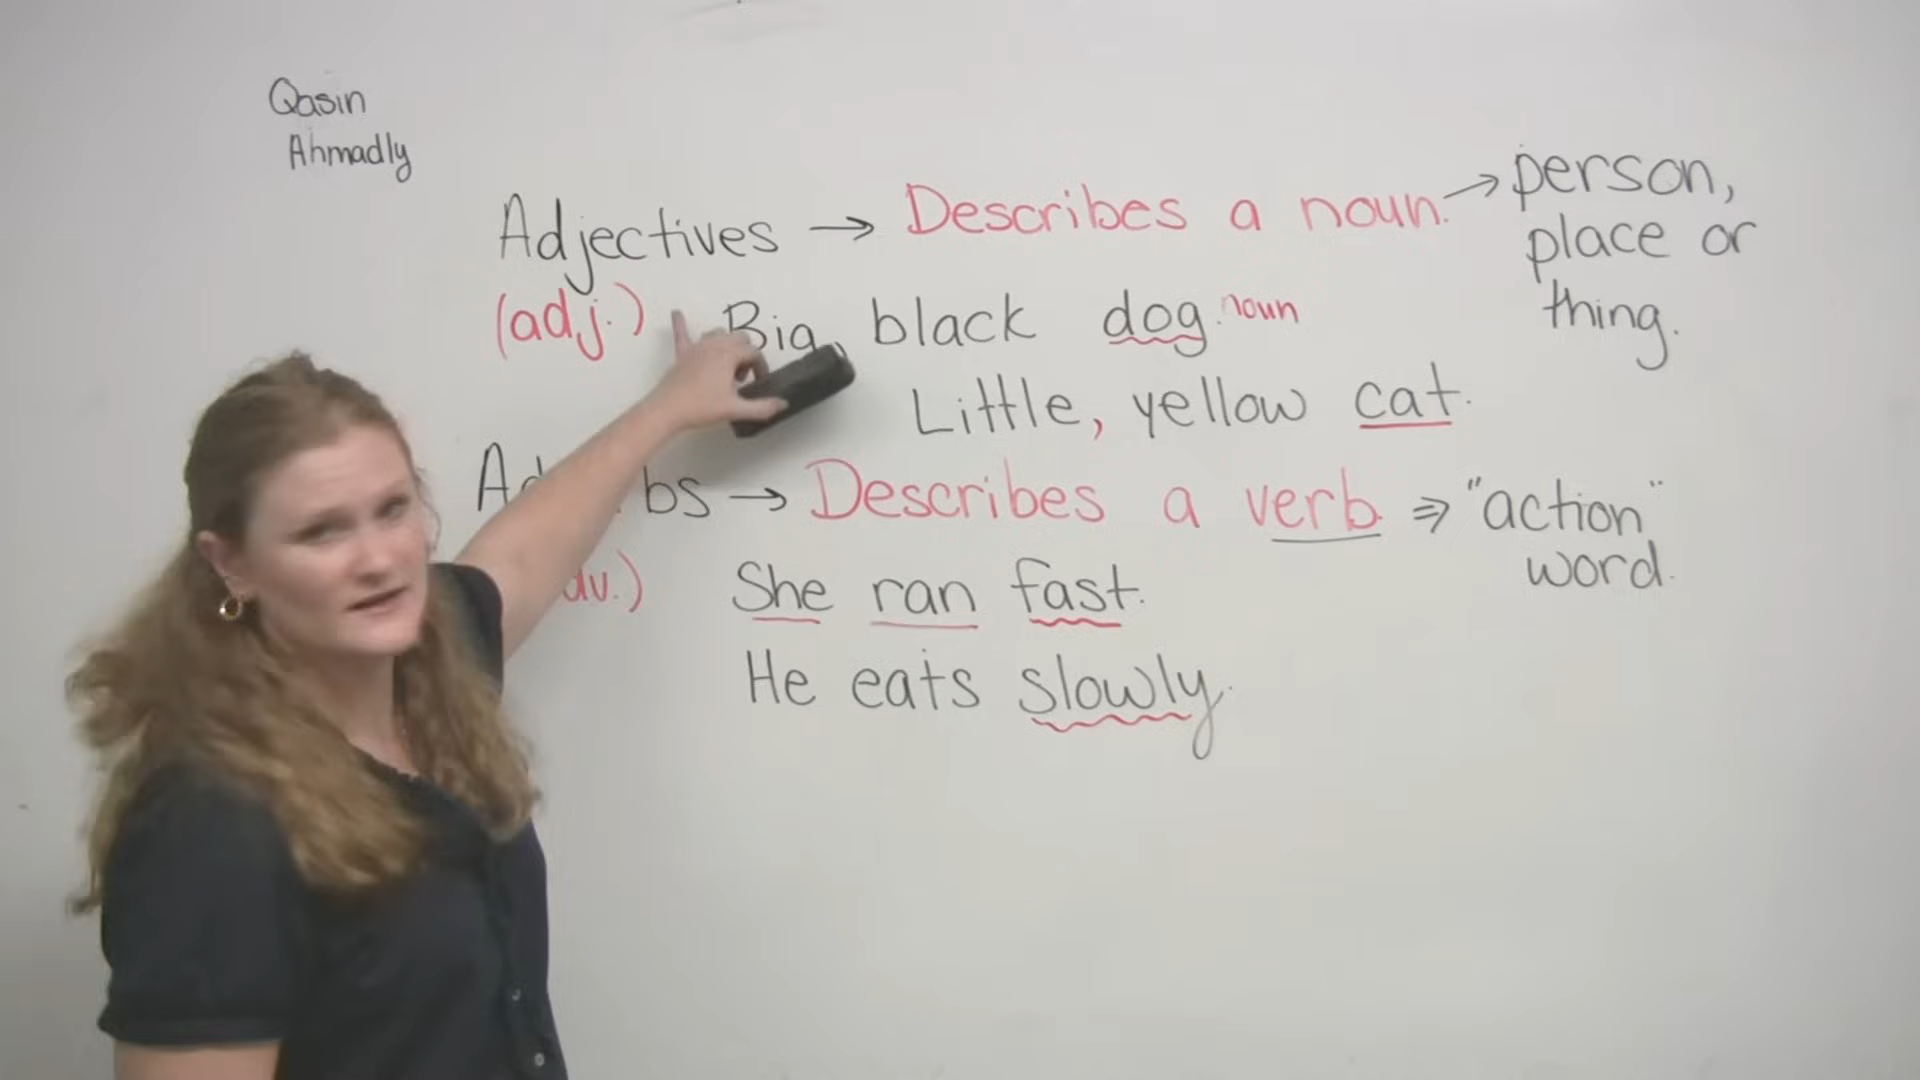 Qasin
Ahmadly
Adjectives → Describes a noun. → person,
place or
thing.
(adj.) Big, black dog. noun
Little, yellow cat.
bs → Describes a verb. ⇒ "action"
word.
dv.) She ran fast.
He eats slowly.